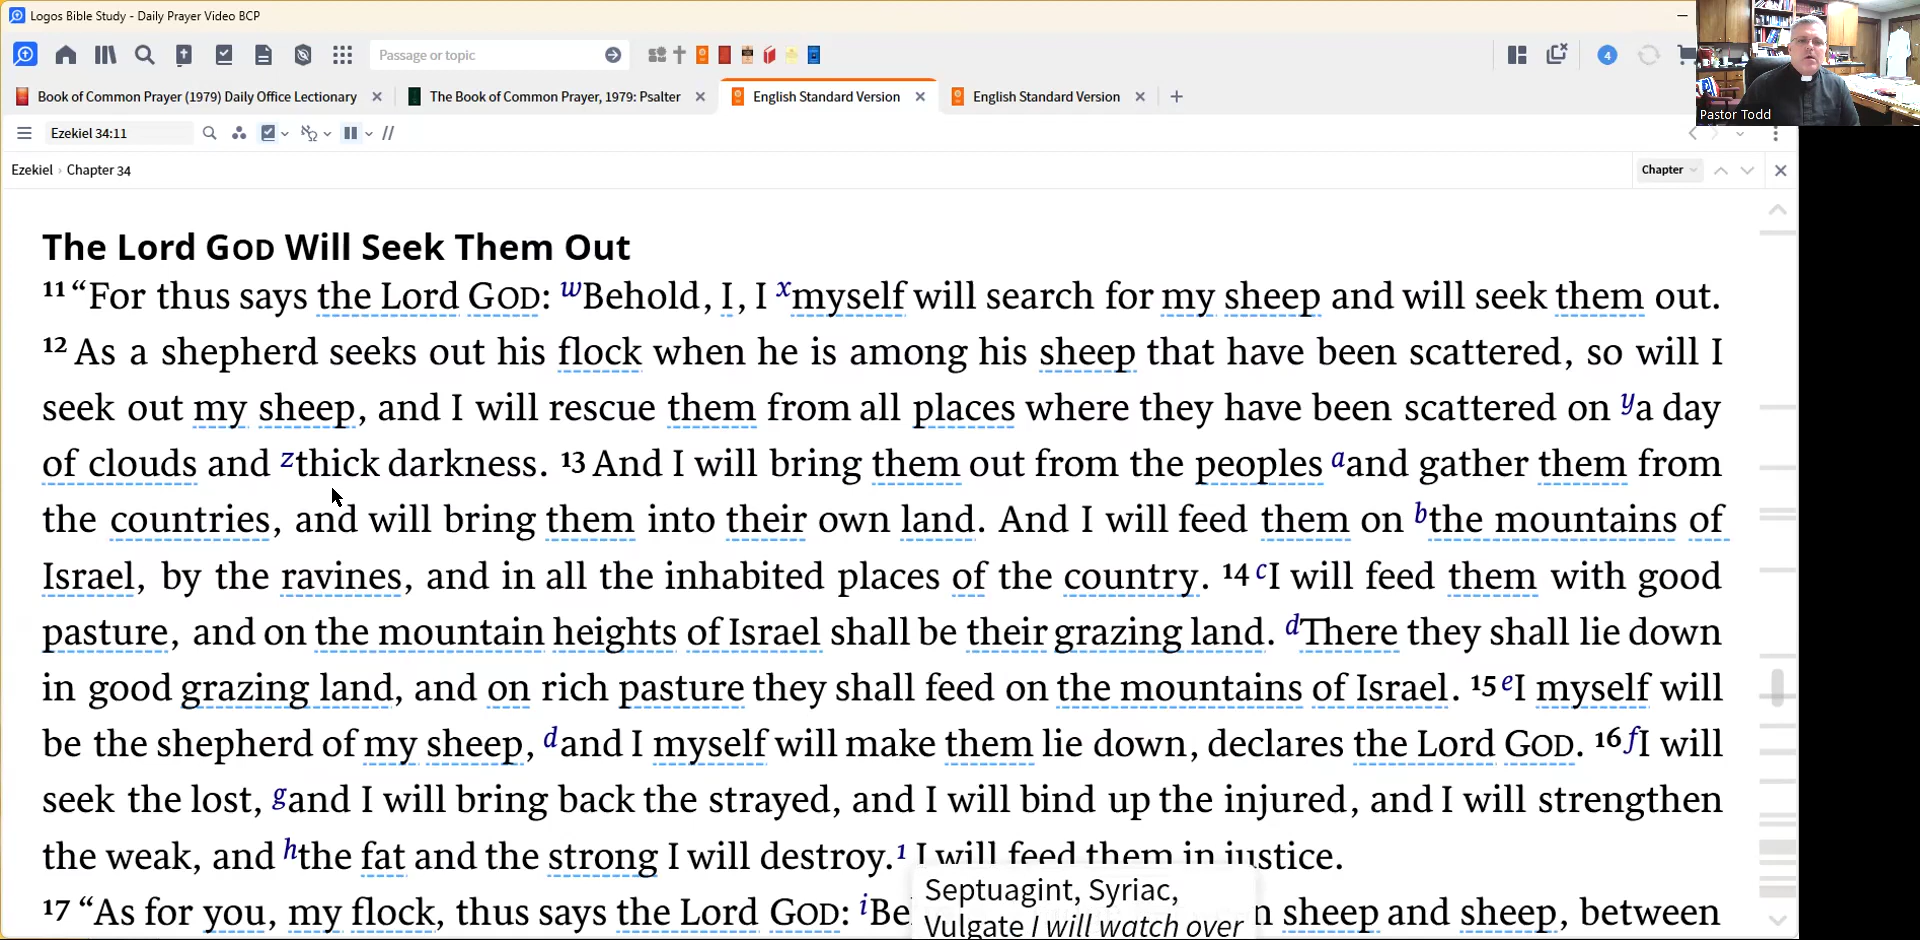 Logos Bible Study - Daily Prayer Video BCP
Passage or topic
4
Book of Common Prayer (1979) Daily Office Lectionary
The Book of Common Prayer, 1979: Psalter
English Standard Version
English Standard Version
Pastor Todd
Ezekiel 34:11
Ezekiel › Chapter 34
Chapter
The Lord GOD Will Seek Them Out
11 “For thus says the Lord GOD: wBehold, I, I xmyself will search for my sheep and will seek them out.
12 As a shepherd seeks out his flock when he is among his sheep that have been scattered, so will I
seek out my sheep, and I will rescue them from all places where they have been scattered on ya day
of clouds and zthick darkness. 13 And I will bring them out from the peoples aand gather them from
the countries, and will bring them into their own land. And I will feed them on bthe mountains of
Israel, by the ravines, and in all the inhabited places of the country. 14 cI will feed them with good
pasture, and on the mountain heights of Israel shall be their grazing land. dThere they shall lie down
in good grazing land, and on rich pasture they shall feed on the mountains of Israel. 15 eI myself will
be the shepherd of my sheep, dand I myself will make them lie down, declares the Lord GOD. 16 fI will
seek the lost, gand I will bring back the strayed, and I will bind up the injured, and I will strengthen
the weak, and hthe fat and the strong I will destroy.1 I will feed them in justice.
17 “As for you, my flock, thus says the Lord GOD: iBe n sheep and sheep, between
Septuagint, Syriac,
Vulgate I will watch over